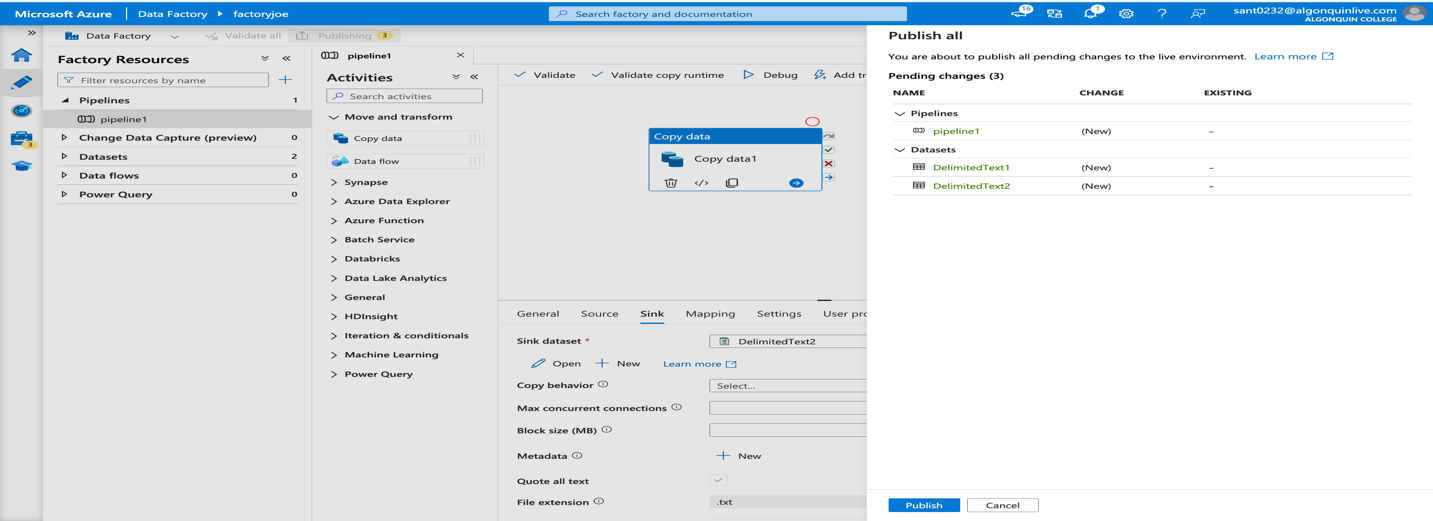 Microsoft Azure
Data Factory
factoryjoe
Search factory and documentation
16
1
sant0232@algonquinlive.com
ALGONQUIN COLLEGE
»
Data Factory
Validate all
Publishing
3
3
Factory Resources
Filter resources by name
Pipelines 1
pipeline1
Change Data Capture (preview) 0
Datasets 2
Data flows 0
Power Query 0
pipeline1
Activities
Search activities
Move and transform
Copy data
Data flow
Synapse
Azure Data Explorer
Azure Function
Batch Service
Databricks
Data Lake Analytics
General
HDInsight
Iteration & conditionals
Machine Learning
Power Query
Validate
Validate copy runtime
Debug
Add tr
Copy data
Copy data1
General Source Sink Mapping Settings User pro
Sink dataset * DelimitedText2
Open New Learn more
Copy behavior Select...
Max concurrent connections
Block size (MB)
Metadata New
Quote all text
File extension .txt
Publish all
You are about to publish all pending changes to the live environment. Learn more
Pending changes (3)
NAME CHANGE EXISTING
Pipelines
pipeline1 (New) –
Datasets
DelimitedText1 (New) –
DelimitedText2 (New) –
Publish Cancel